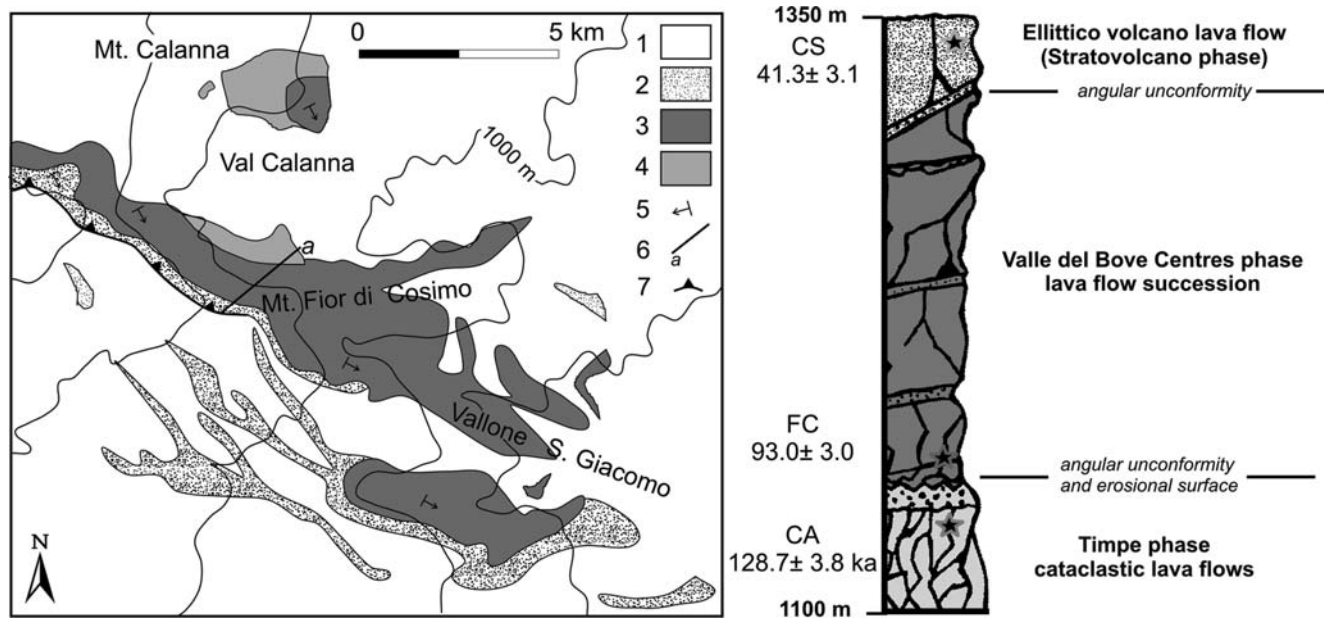 Mt. Calanna
0
5 km
1
2
3
4
5
6
a
7
Val Calanna
1000 m
a
Mt. Fior di Cosimo
Vallone S. Giacomo
N
1350 m
CS
41.3± 3.1
Ellittico volcano lava flow
(Stratovolcano phase)
angular unconformity
Valle del Bove Centres phase
lava flow succession
FC
93.0± 3.0
angular unconformity
and erosional surface
CA
128.7± 3.8 ka
Timpe phase
cataclastic lava flows
1100 m